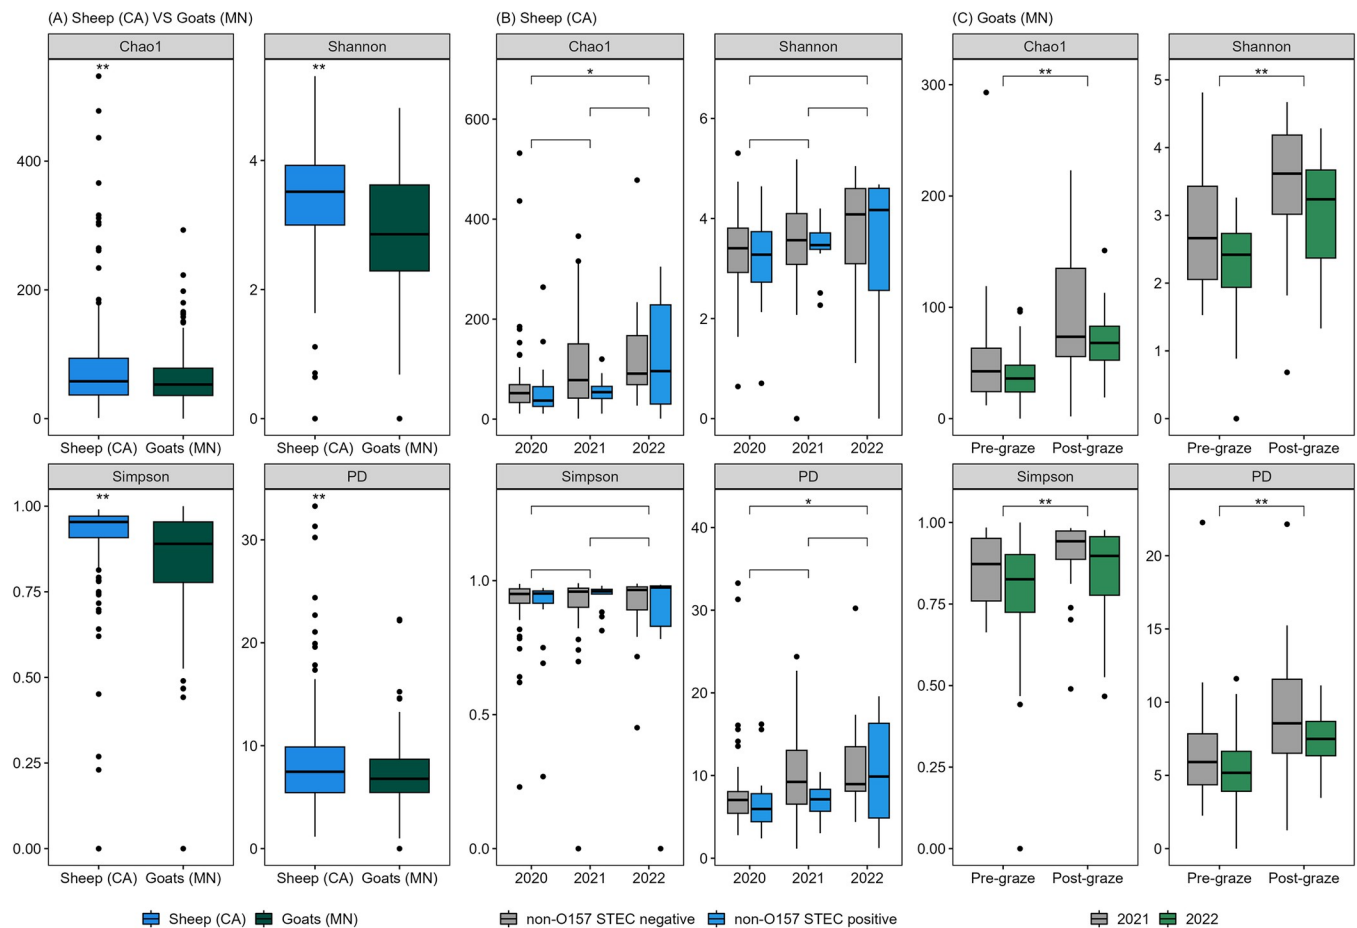 (A) Sheep (CA) VS Goats (MN)
(B) Sheep (CA)
(C) Goats (MN)
Chao1
Shannon
Chao1
Shannon
Chao1
Shannon
**
**
*
**
**
400
200
0
4
2
0
600
400
200
0
6
4
2
0
300
200
100
0
5
4
3
2
1
0
Sheep (CA) Goats (MN)
Sheep (CA) Goats (MN)
2020 2021 2022
2020 2021 2022
Pre-graze Post-graze
Pre-graze Post-graze
Simpson
PD
Simpson
PD
Simpson
PD
**
**
*
**
**
1.00
0.75
0.50
0.25
0.00
30
20
10
0
1.0
0.5
0.0
40
30
20
10
0
1.00
0.75
0.50
0.25
0.00
20
15
10
5
0
Sheep (CA) Goats (MN)
Sheep (CA) Goats (MN)
2020 2021 2022
2020 2021 2022
Pre-graze Post-graze
Pre-graze Post-graze
Sheep (CA) Goats (MN)
non-O157 STEC negative non-O157 STEC positive
2021 2022